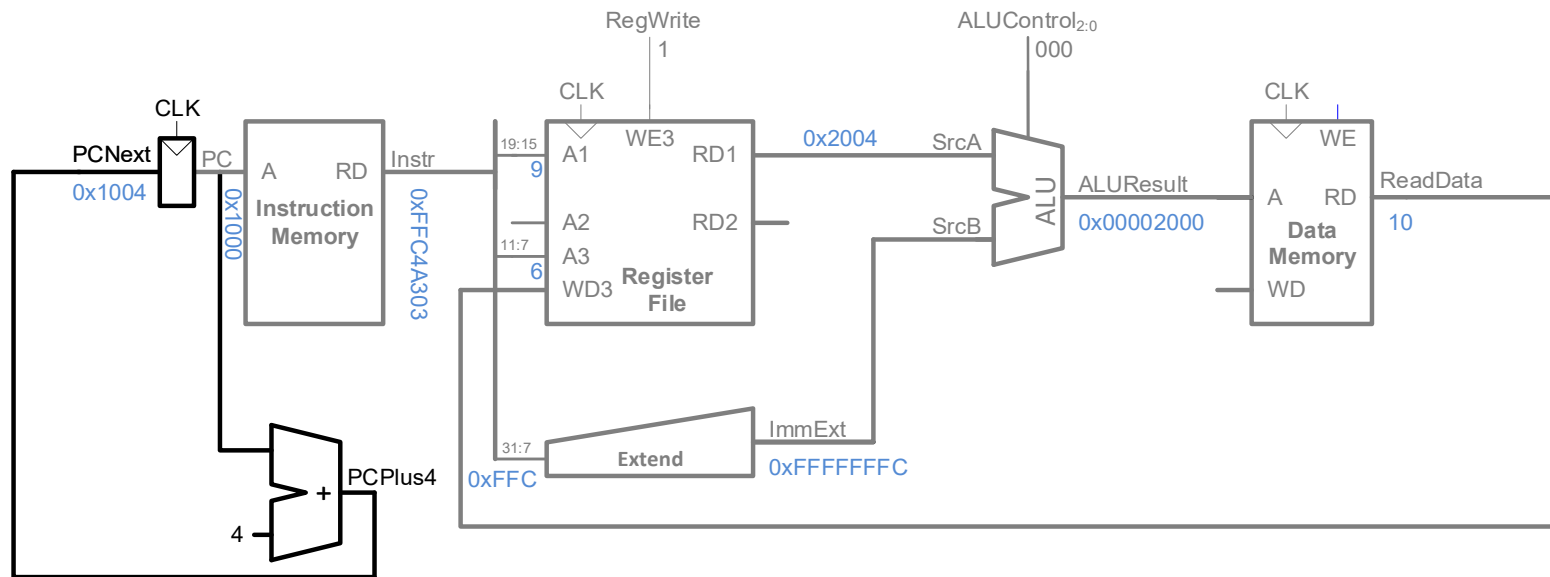 RegWrite
1
ALUControl2:0
000
CLK
PCNext
0x1004
PC
0x1000
A
RD
Instruction
Memory
Instr
0xFFC4A303
19:15
9
11:7
6
CLK
WE3
A1
RD1
A2
RD2
A3
WD3
Register
File
0x2004
SrcA
SrcB
ALU
ALUResult
0x00002000
CLK
WE
A
RD
Data
Memory
WD
ReadData
10
31:7
0xFFC
Extend
ImmExt
0xFFFFFFFC
PCPlus4
+
4